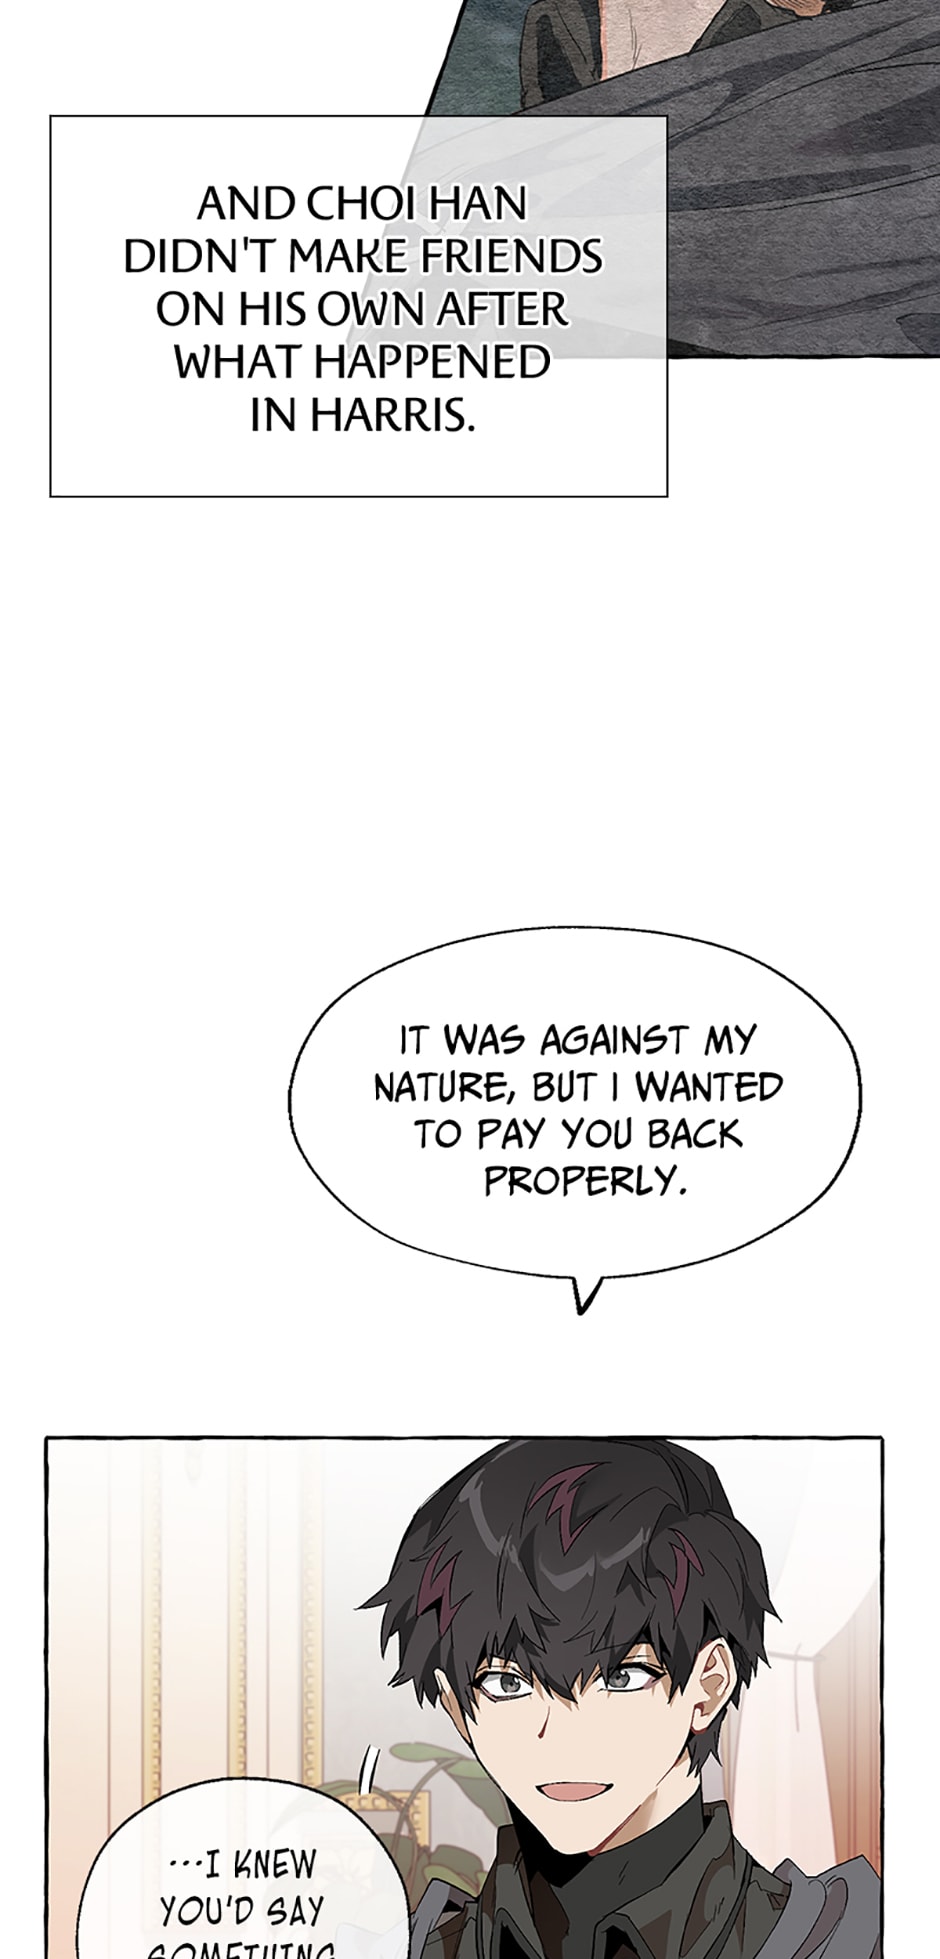 AND CHOI HAN
DIDN'T MAKE FRIENDS
ON HIS OWN AFTER
WHAT HAPPENED
IN HARRIS.
IT WAS AGAINST MY
NATURE, BUT I WANTED
TO PAY YOU BACK
PROPERLY.
...I KNEW
YOU'D SAY
SOMETHING